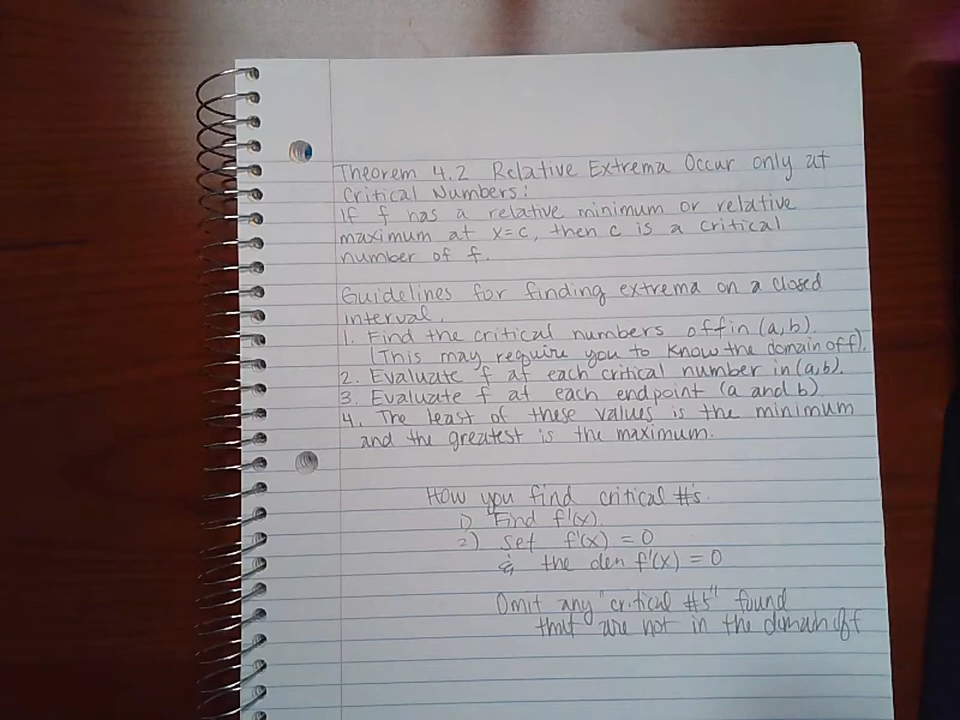 Theorem 4.2 Relative Extrema Occur only at
Critical Numbers:
If f has a relative minimum or relative
maximum at x=c, then c is a critical
number of f.
Guidelines for finding extrema on a closed
interval.
1. Find the critical numbers of f in (a,b).
(This may require you to know the domain of f).
2. Evaluate f at each critical number in (a,b).
3. Evaluate f at each endpoint (a and b)
4. The least of these values is the minimum
and the greatest is the maximum.
How you find critical #'s
1) Find f'(x).
2) set f'(x) = 0
& the den f'(x) = 0
Omit any "critical #s" found
that are not in the domain of f